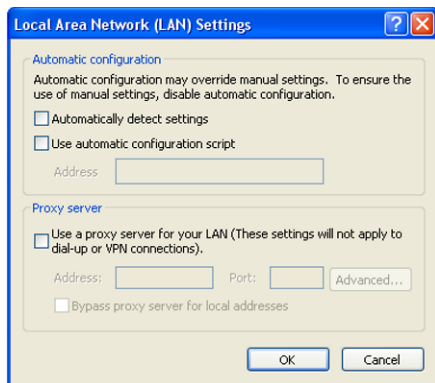 Local Area Network (LAN) Settings
Automatic configuration
Automatic configuration may override manual settings. To ensure the
use of manual settings, disable automatic configuration.
Automatically detect settings
Use automatic configuration script
Address
Proxy server
Use a proxy server for your LAN (These settings will not apply to
dial-up or VPN connections).
Address:
Port:
Advanced...
Bypass proxy server for local addresses
OK
Cancel